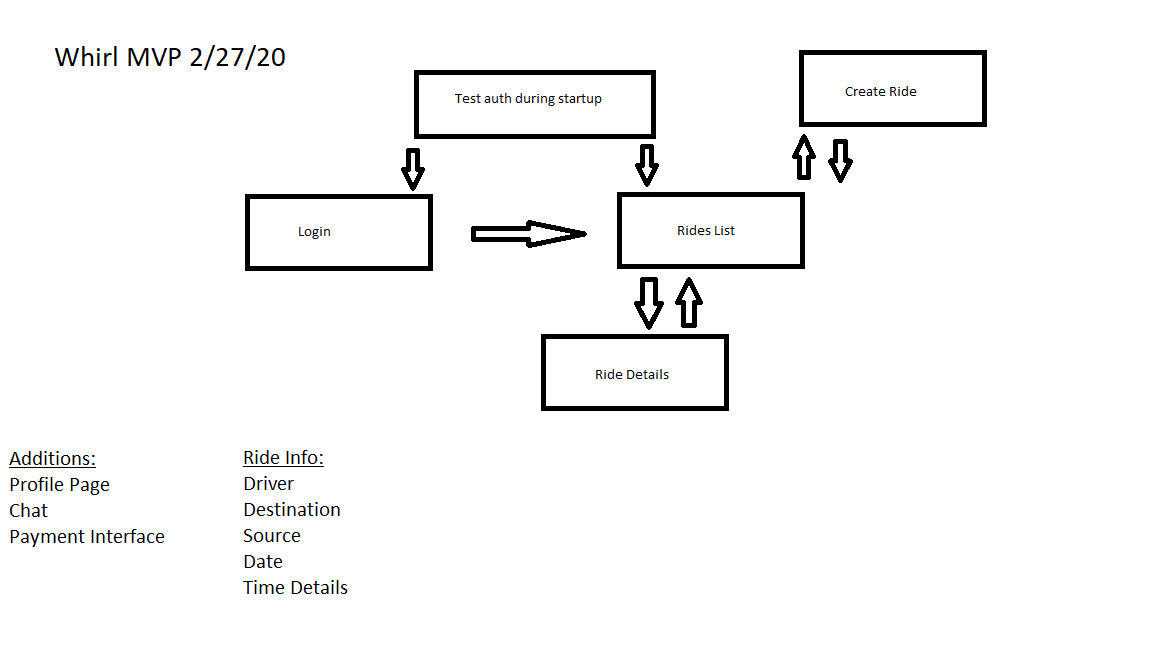 Whirl MVP 2/27/20
Test auth during startup
Create Ride
Login
Rides List
Ride Details
Additions:
Profile Page
Chat
Payment Interface
Ride Info:
Driver
Destination
Source
Date
Time Details